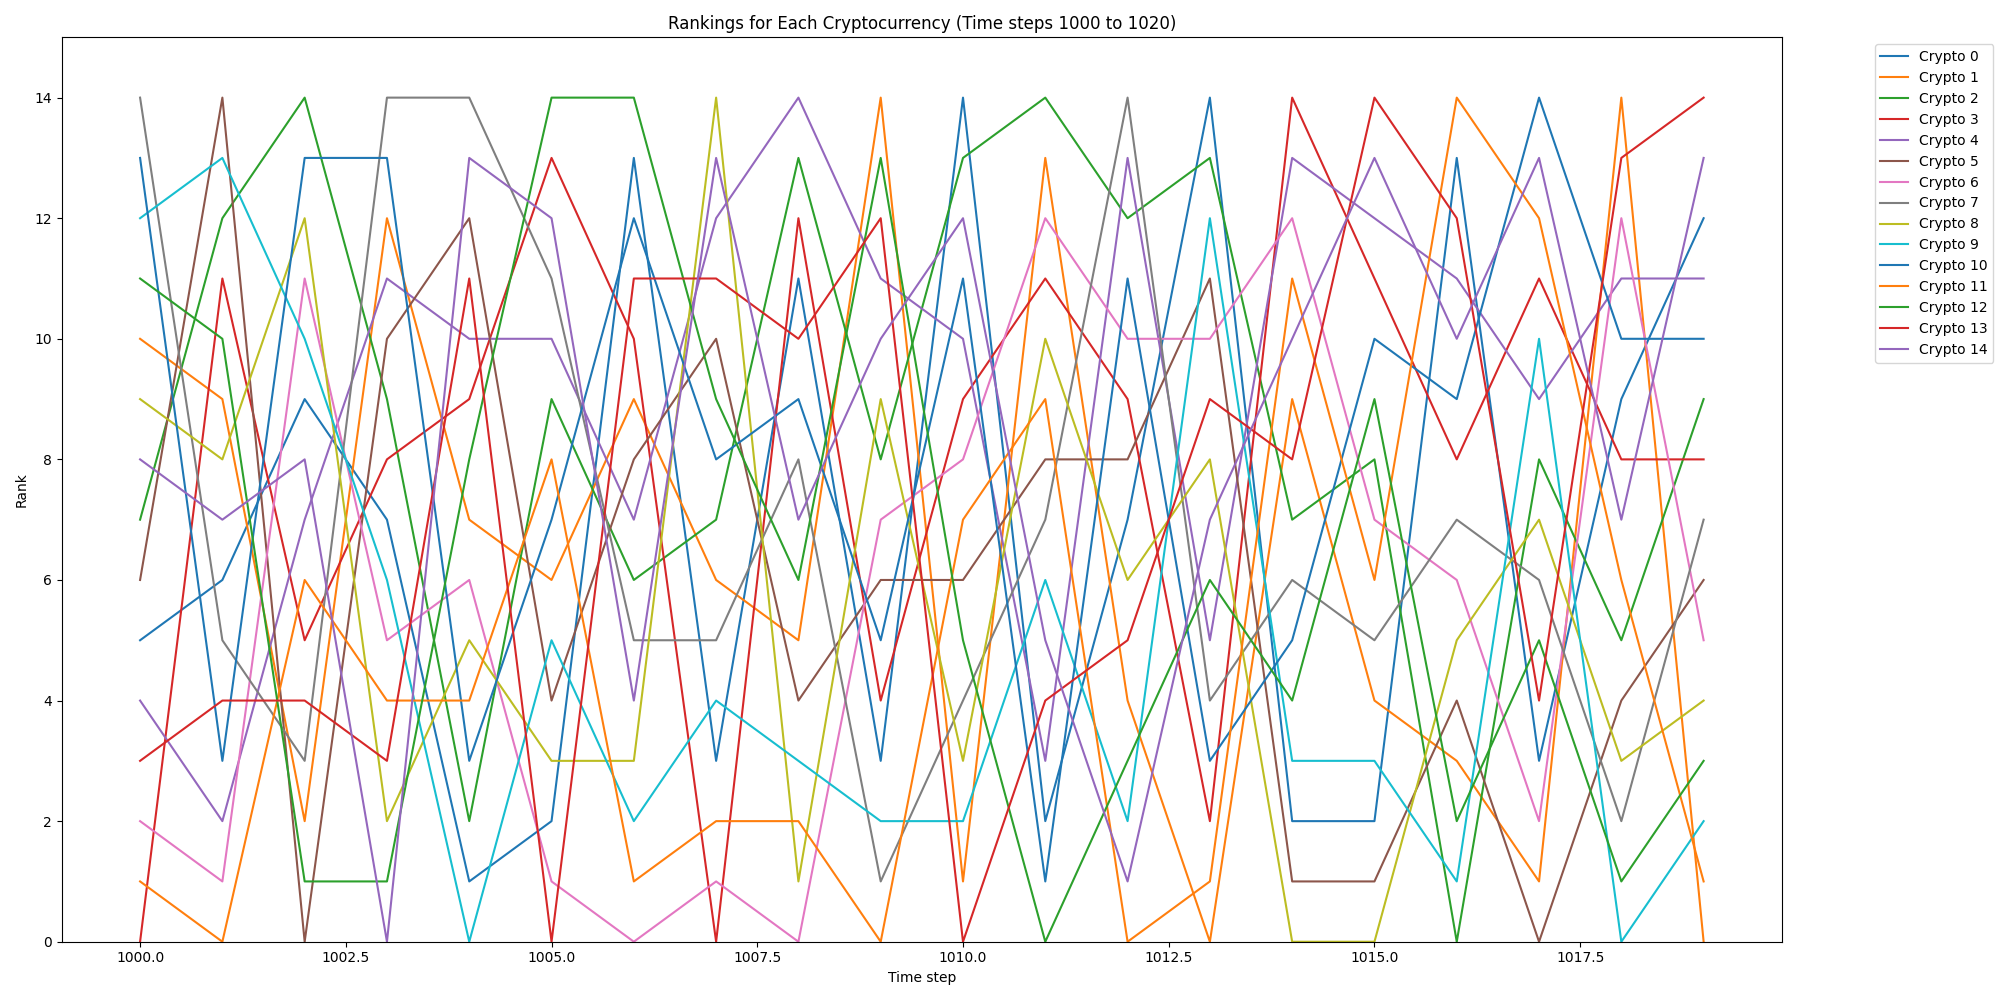 Rankings for Each Cryptocurrency (Time steps 1000 to 1020)
Crypto 0
Crypto 1
Crypto 2
Crypto 3
Crypto 4
Crypto 5
Crypto 6
Crypto 7
Crypto 8
Crypto 9
Crypto 10
Crypto 11
Crypto 12
Crypto 13
Crypto 14
14
12
10
8
6
4
2
0
Rank
1000.0 1002.5 1005.0 1007.5 1010.0 1012.5 1015.0 1017.5
Time step